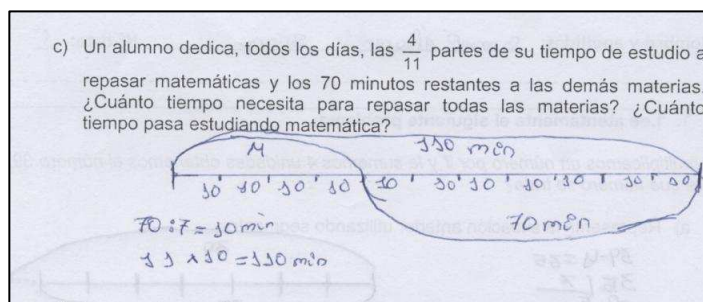 c) Un alumno dedica, todos los días, las 4/11 partes de su tiempo de estudio a
repasar matemáticas y los 70 minutos restantes a las demás materias.
¿Cuánto tiempo necesita para repasar todas las materias? ¿Cuánto
tiempo pasa estudiando matemática?
M 110 min
10 10 10 10 10 10 10 10 10 10 10
70 min
70:7=10 min
11 x 10 = 110 min